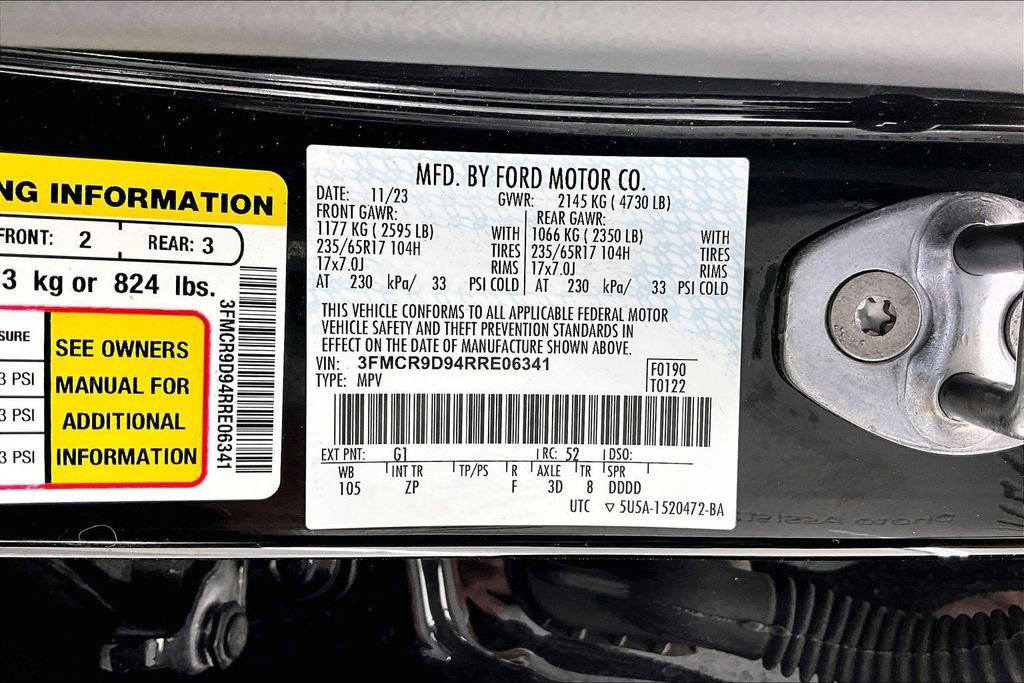 NG INFORMATION
FRONT: 2 REAR: 3
3 kg or 824 lbs.
SURE
3 PSI
3 PSI
3 PSI
SEE OWNERS
MANUAL FOR
ADDITIONAL
INFORMATION
3FMCR9D94RRE06341
MFD. BY FORD MOTOR CO.
DATE: 11/23 GVWR: 2145 KG ( 4730 LB)
FRONT GAWR: REAR GAWR:
1177 KG ( 2595 LB) WITH 1066 KG ( 2350 LB) WITH
235/65R17 104H TIRES 235/65R17 104H TIRES
17x7.0J RIMS 17x7.0J RIMS
AT 230 kPa/ 33 PSI COLD AT 230 kPa/ 33 PSI COLD
THIS VEHICLE CONFORMS TO ALL APPLICABLE FEDERAL MOTOR
VEHICLE SAFETY AND THEFT PREVENTION STANDARDS IN
EFFECT ON THE DATE OF MANUFACTURE SHOWN ABOVE.
VIN: 3FMCR9D94RRE06341
TYPE: MPV
F0190
T0122
EXT PNT: G1 RC: 52 DSO:
WB INT TR TP/PS R AXLE TR SPR
105 ZP F 3D 8 DDDD
UTC ▽ 5U5A-1520472-BA